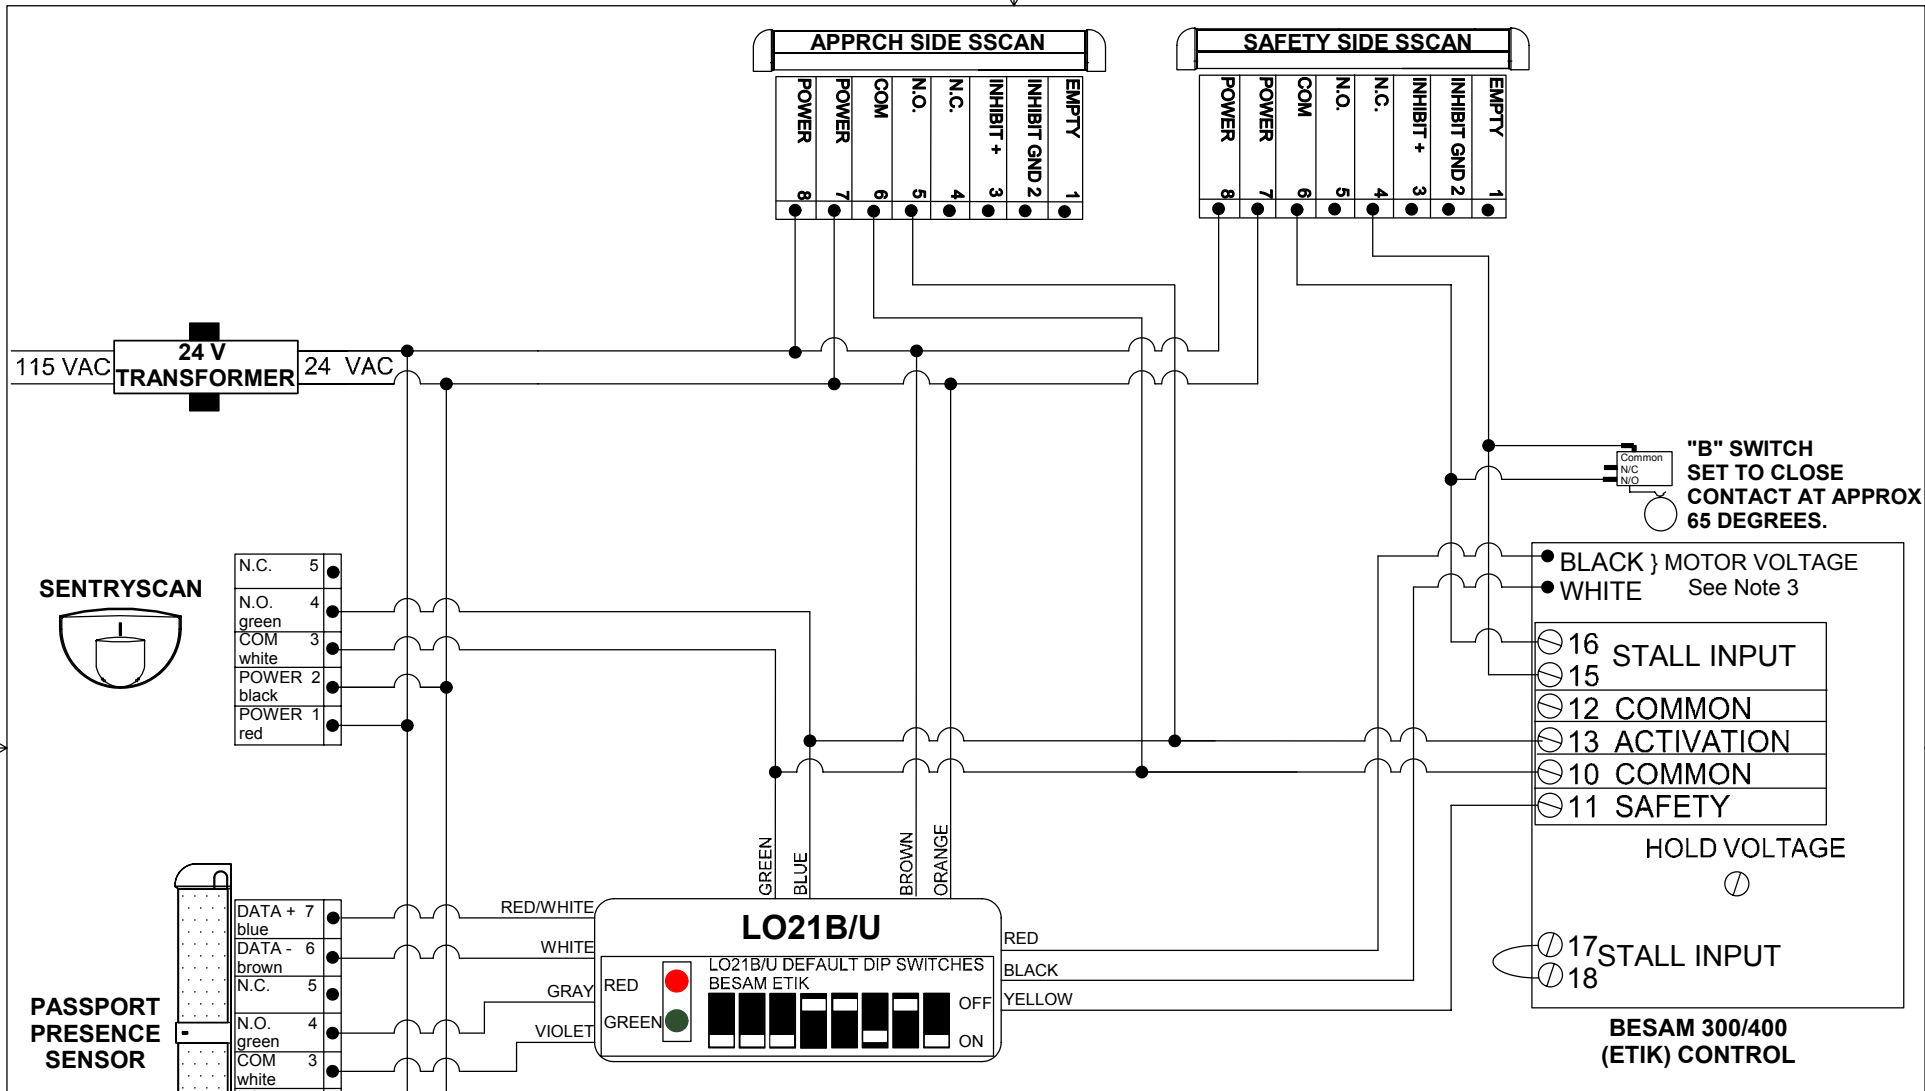 APPRCH SIDE SSCAN
SAFETY SIDE SSCAN
POWER 8
POWER 7
COM 6
N.O. 5
N.C. 4
INHIBIT + 3
INHIBIT GND 2
EMPTY 1
POWER 8
POWER 7
COM 6
N.O. 5
N.C. 4
INHIBIT + 3
INHIBIT GND 2
EMPTY 1
115 VAC
24 V
TRANSFORMER
24 VAC
Common
N/C
N/O
"B" SWITCH
SET TO CLOSE
CONTACT AT APPROX
65 DEGREES.
SENTRYSCAN
N.C. 5
N.O. 4
green
COM 3
white
POWER 2
black
POWER 1
red
BLACK } MOTOR VOLTAGE
WHITE See Note 3
16
STALL INPUT
15
12 COMMON
13 ACTIVATION
10 COMMON
11 SAFETY
HOLD VOLTAGE
17
STALL INPUT
18
BESAM 300/400
(ETIK) CONTROL
GREEN
BLUE
BROWN
ORANGE
PASSPORT
PRESENCE
SENSOR
DATA + 7
blue
DATA - 6
brown
N.C. 5
N.O. 4
green
COM 3
white
RED/WHITE
WHITE
GRAY
VIOLET
LO21B/U
LO21B/U DEFAULT DIP SWITCHES
BESAM ETIK
RED
GREEN
OFF
ON
RED
BLACK
YELLOW